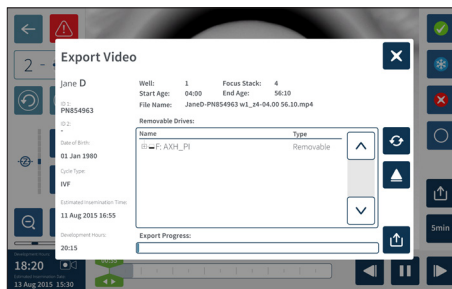 Export Video
2 -
Jane D
Well: 1 Focus Stack: 4
Start Age: 04:00 End Age: 56:10
ID 1:
PN854963
File Name: JaneD-PN854963 w1_z4-04.00 56.10.mp4
ID 2:
-
Removable Drives:
Name Type
F: AXH_PI Removable
Date of Birth:
01 Jan 1980
Cycle Type:
IVF
Estimated Insemination Time:
11 Aug 2015 16:55
Development Hours:
20:15
Export Progress:
5min
Development Hours
18:20
13 Aug 2015 15:30